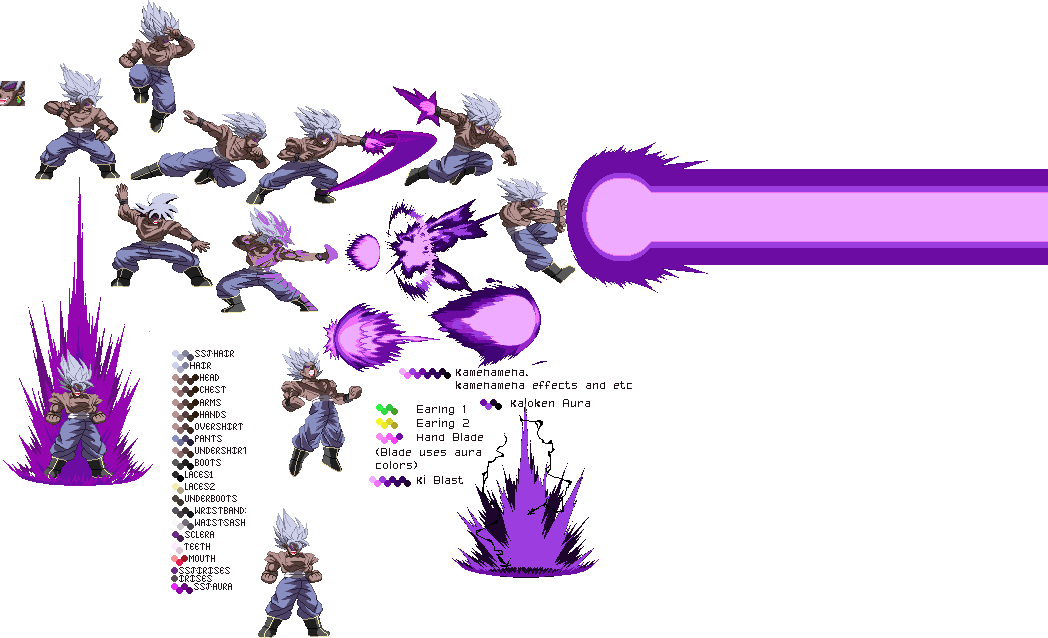 SSJHAIR
HAIR
HEAD
CHEST
ARMS
HANDS
OVERSHIRT
PANTS
UNDERSHIRT
BOOTS
LACES1
LACES2
UNDERBOOTS
WRISTBAND:
WAISTSASH
SCLERA
TEETH
MOUTH
SSJIRISES
IRISES
SSJAURA
Kamehameha.
kamehameha effects and etc
Earing 1
Earing 2
Hand Blade
(Blade uses aura
colors)
Ki Blast
Kaioken Aura